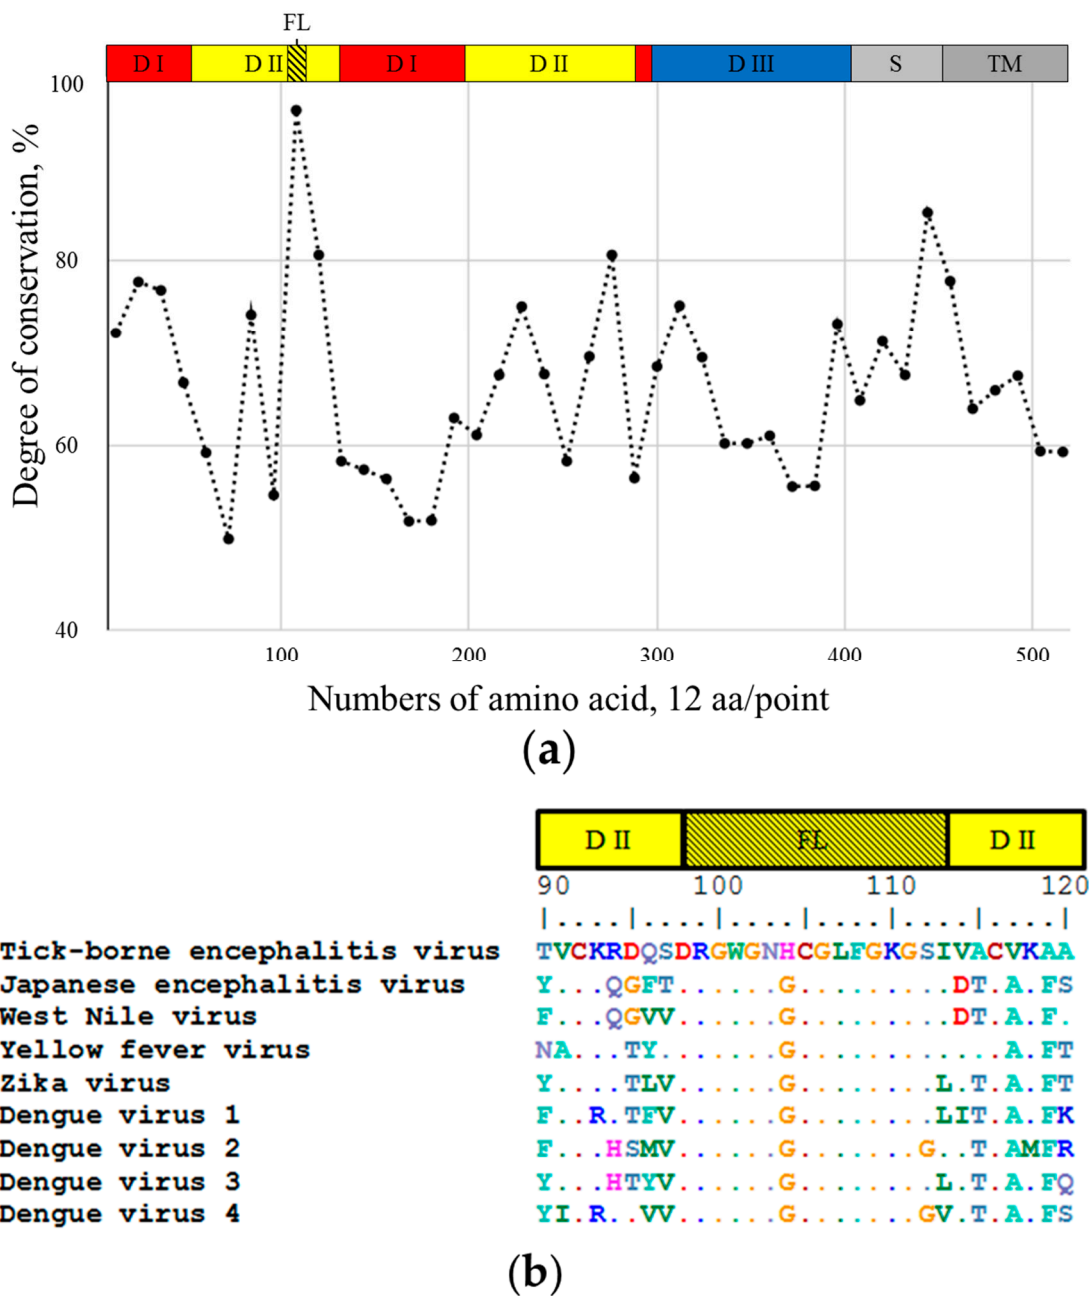 FL
D I D II D I D II D III S TM
100
80
60
40
Degree of conservation, %
100 200 300 400 500
Numbers of amino acid, 12 aa/point
(a)
D II FL D II
90 100 110 120
|....|....|....|....|....|....|
Tick-borne encephalitis virus TVCKRDQSDRGWGNHCGLFGKGSIVACVKAA
Japanese encephalitis virus Y...QGFT......G.........DT.A.FS
West Nile virus F...QGVV......G.........DT.A.F.
Yellow fever virus NA...TY.......G............A.FT
Zika virus Y....TLV......G........L.T.A.FT
Dengue virus 1 F..R.TFV......G........LIT.A.FK
Dengue virus 2 F...HSMV......G.......G..T.AMFR
Dengue virus 3 Y...HTYV......G........L.T.A.FQ
Dengue virus 4 YI.R..VV......G.......GV.T.A.FS
(b)